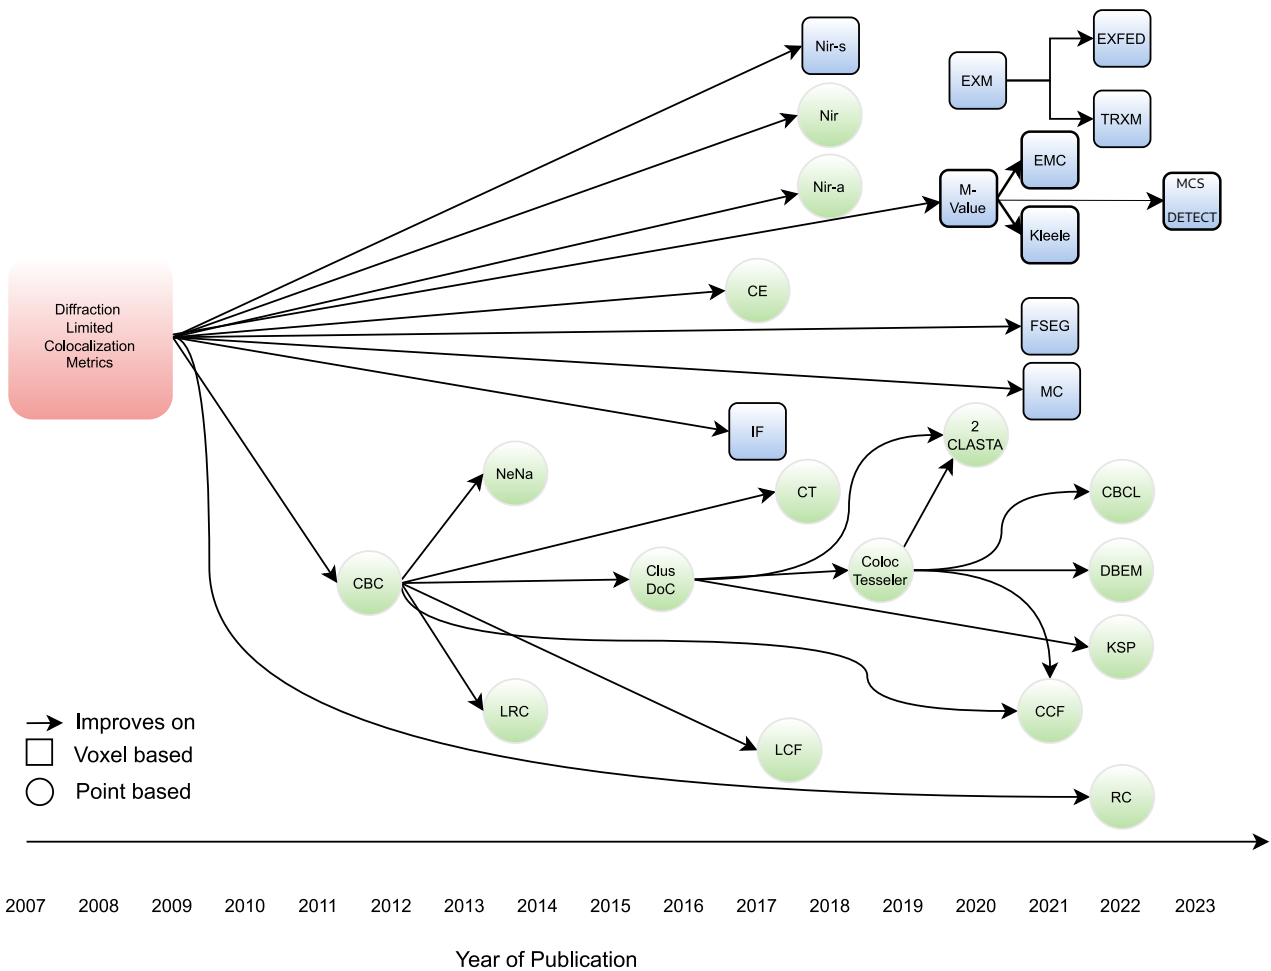 Nir-s
EXFED
EXM
Nir
TRXM
EMC
Nir-a
M-
Value
MCS
DETECT
Kleele
CE
Diffraction
Limited
Colocalization
Metrics
FSEG
MC
IF
2
CLASTA
NeNa
CT
CBCL
CBC
Clus
DoC
Coloc
Tesseler
DBEM
KSP
LRC
CCF
LCF
RC
Improves on
Voxel based
Point based
2007 2008 2009 2010 2011 2012 2013 2014 2015 2016 2017 2018 2019 2020 2021 2022 2023
Year of Publication